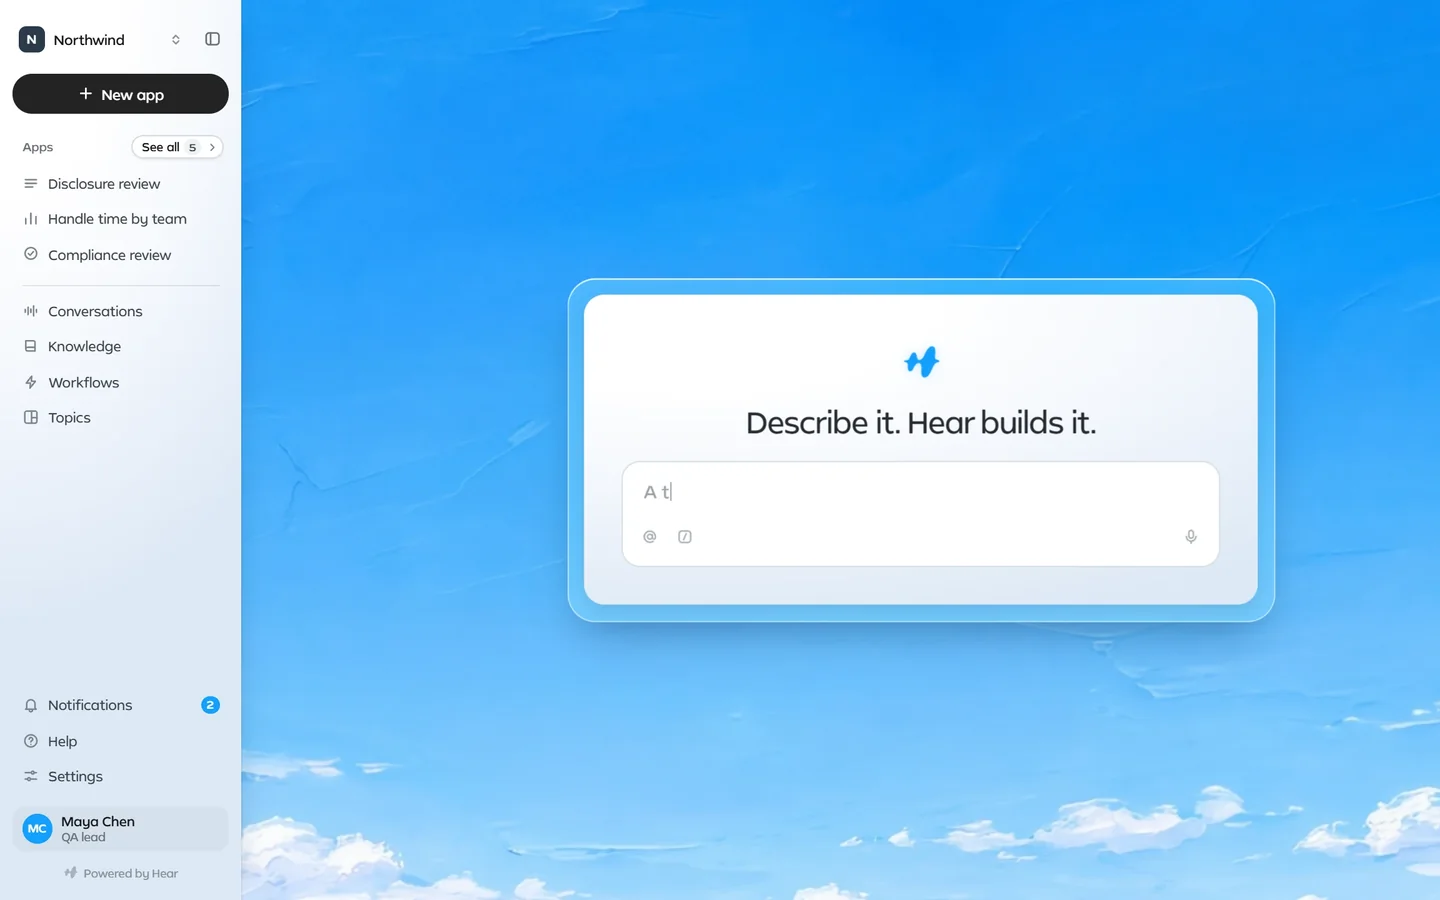 N Northwind
+ New app
Apps
See all 5 >
Disclosure review
Handle time by team
Compliance review
Conversations
Knowledge
Workflows
Topics
Notifications 2
Help
Settings
MC
Maya Chen
QA lead
Powered by Hear
Describe it. Hear builds it.
A t
@ /